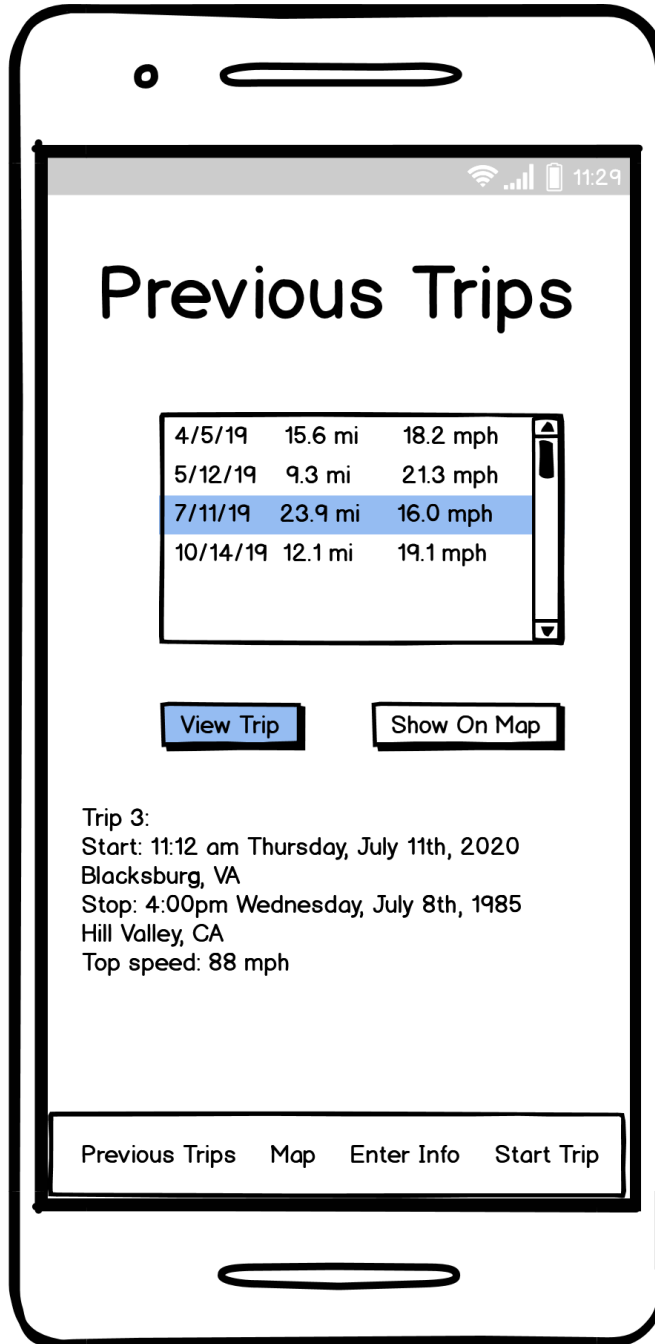 11:29
Previous Trips
4/5/19 15.6 mi 18.2 mph
5/12/19 9.3 mi 21.3 mph
7/11/19 23.9 mi 16.0 mph
10/14/19 12.1 mi 19.1 mph
View Trip Show On Map
Trip 3:
Start: 11:12 am Thursday, July 11th, 2020
Blacksburg, VA
Stop: 4:00pm Wednesday, July 8th, 1985
Hill Valley, CA
Top speed: 88 mph
Previous Trips Map Enter Info Start Trip